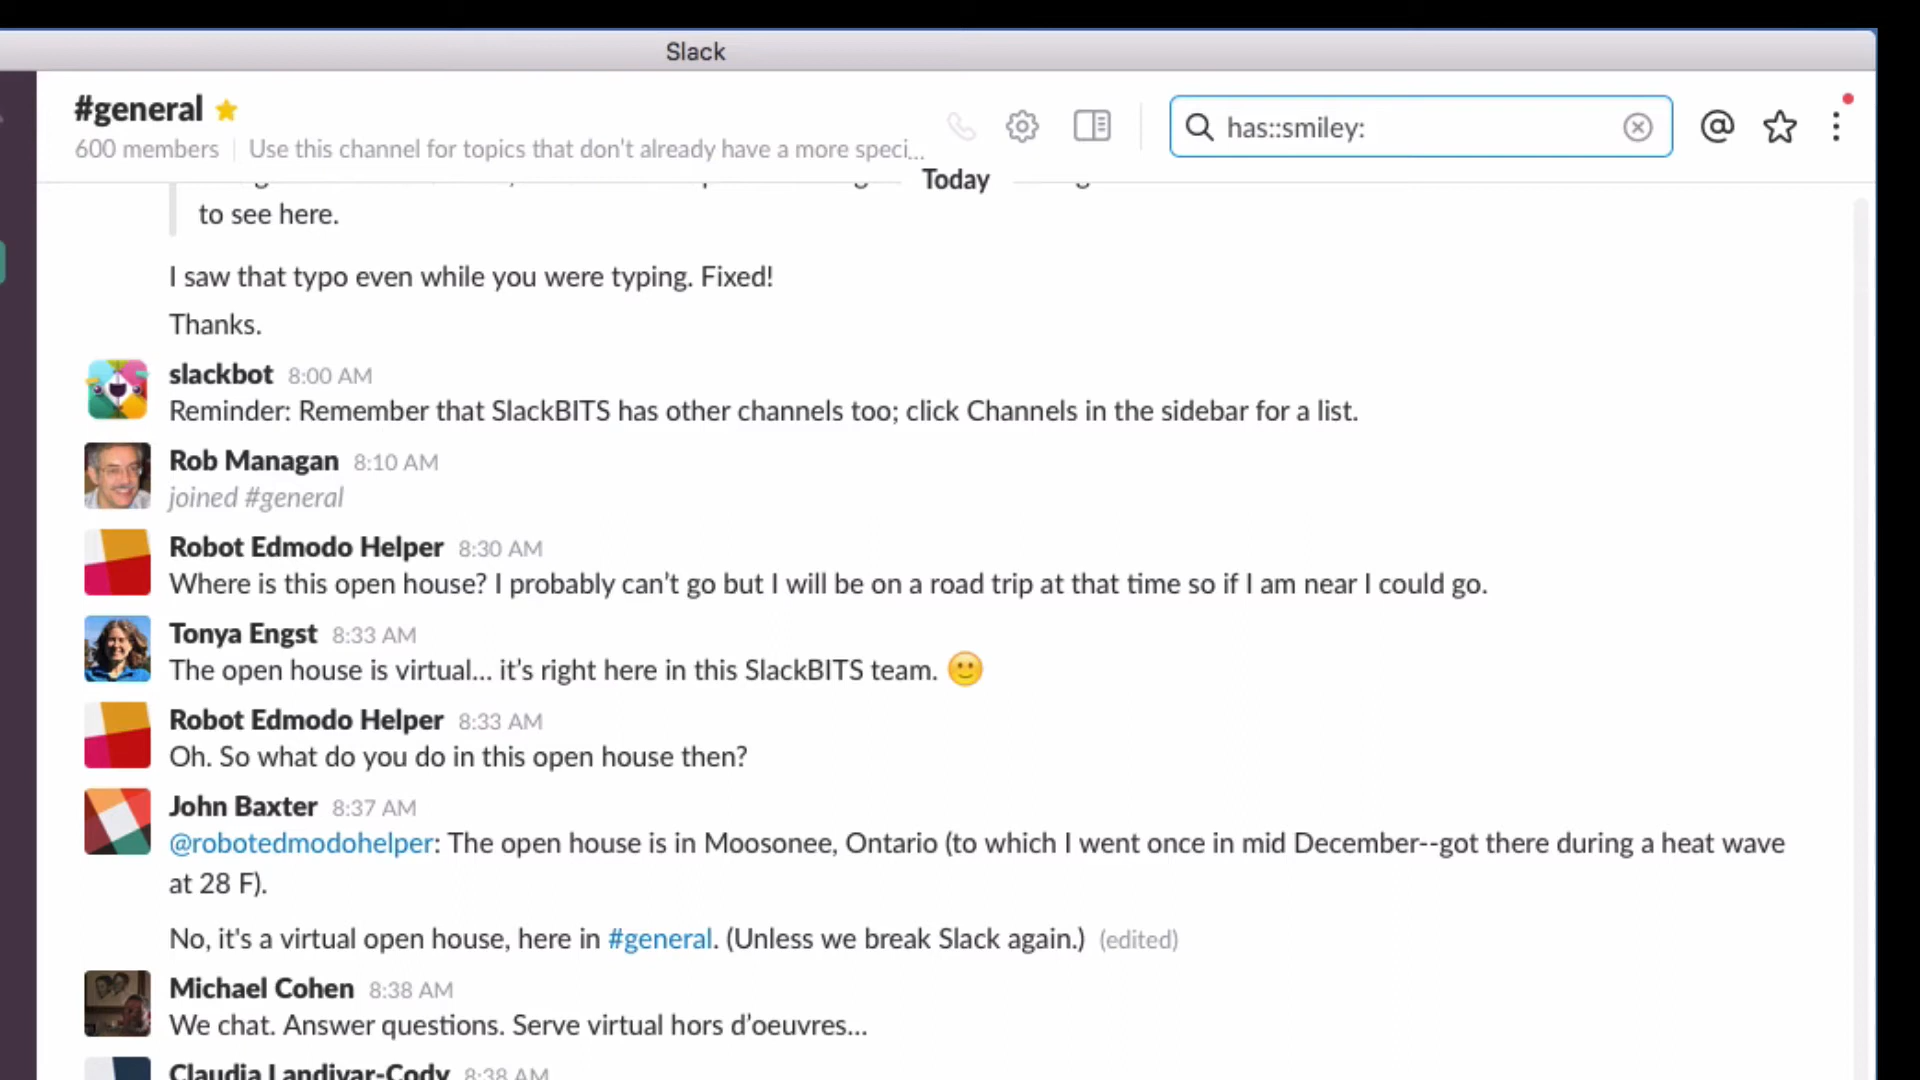 Slack
#general
has::smiley:
600 members Use this channel for topics that don't already have a more speci...
Today
to see here.
I saw that typo even while you were typing. Fixed!
Thanks.
slackbot 8:00 AM
Reminder: Remember that SlackBITS has other channels too; click Channels in the sidebar for a list.
Rob Managan 8:10 AM
joined #general
Robot Edmodo Helper 8:30 AM
Where is this open house? I probably can’t go but I will be on a road trip at that time so if I am near I could go.
Tonya Engst 8:33 AM
The open house is virtual... it’s right here in this SlackBITS team. 🙂
Robot Edmodo Helper 8:33 AM
Oh. So what do you do in this open house then?
John Baxter 8:37 AM
@robotedmodohelper: The open house is in Moosonee, Ontario (to which I went once in mid December--got there during a heat wave
at 28 F).
No, it's a virtual open house, here in #general. (Unless we break Slack again.) (edited)
Michael Cohen 8:38 AM
We chat. Answer questions. Serve virtual hors d’oeuvres...
Claudia Landivar-Cody 8:38 AM